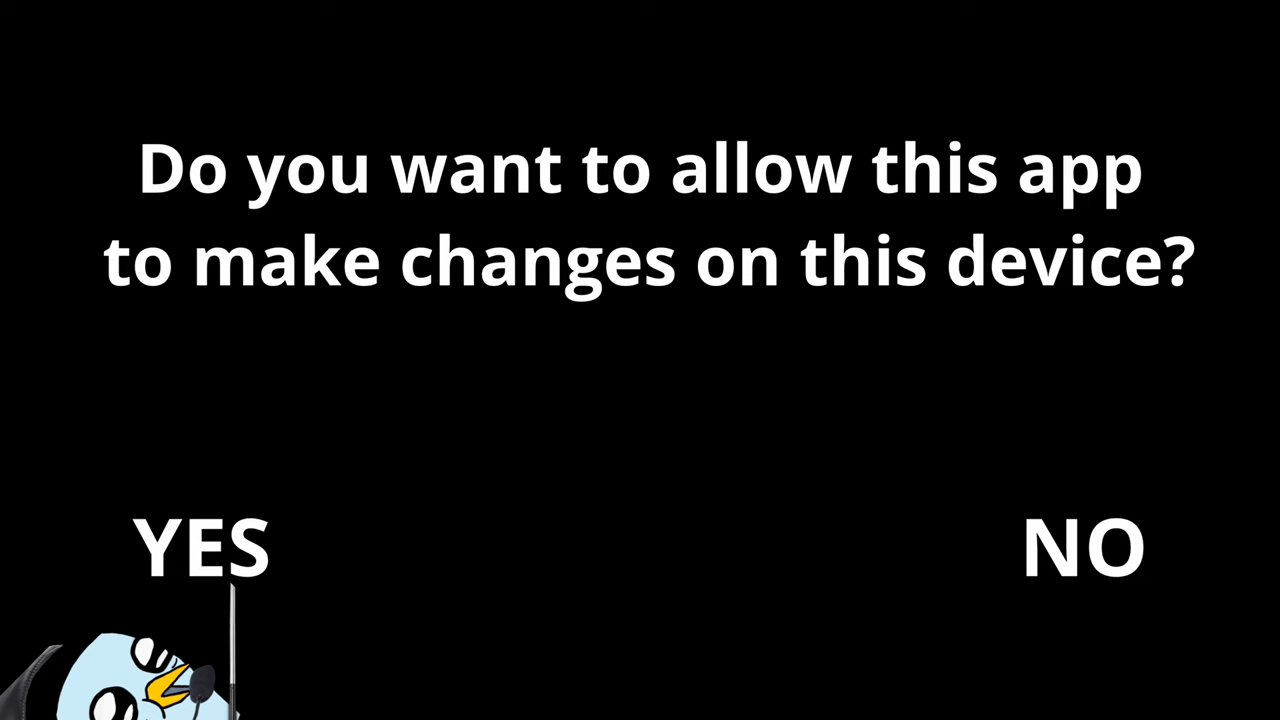 Do you want to allow this app
to make changes on this device?
YES
NO